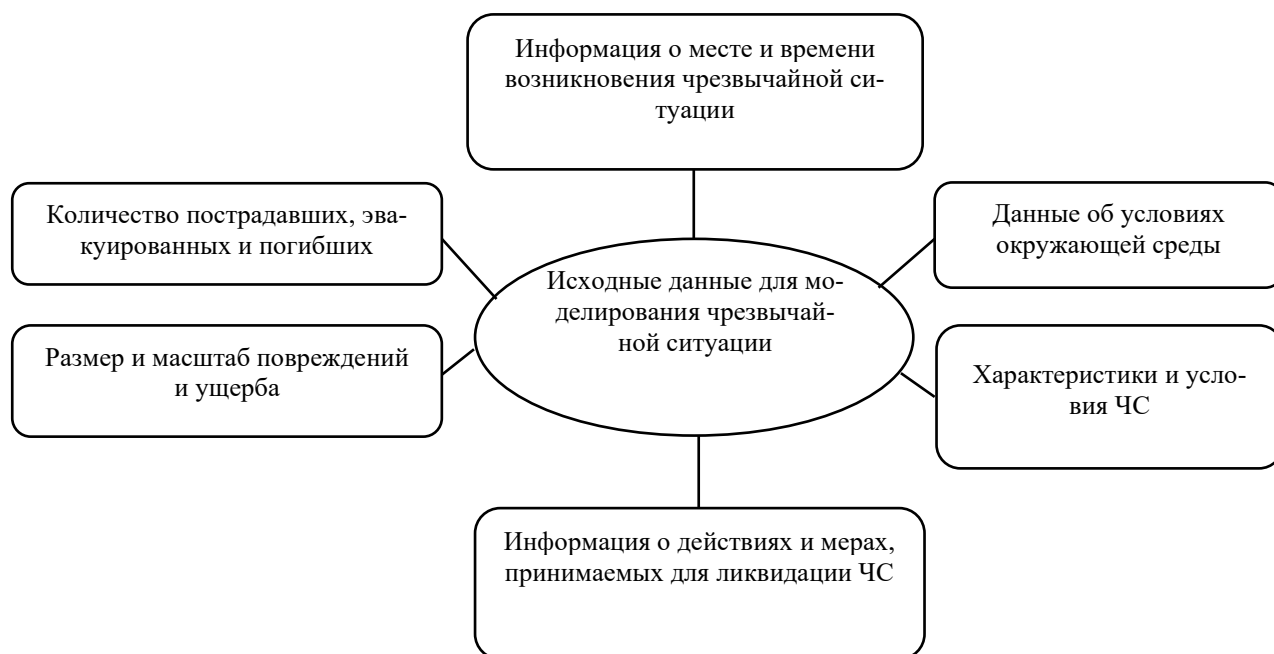 Информация о месте и времени
возникновения чрезвычайной си-
туации
Количество пострадавших, эва-
куированных и погибших
Данные об условиях
окружающей среды
Исходные данные для мо-
делирования чрезвычай-
ной ситуации
Размер и масштаб повреждений
и ущерба
Характеристики и усло-
вия ЧС
Информация о действиях и мерах,
принимаемых для ликвидации ЧС